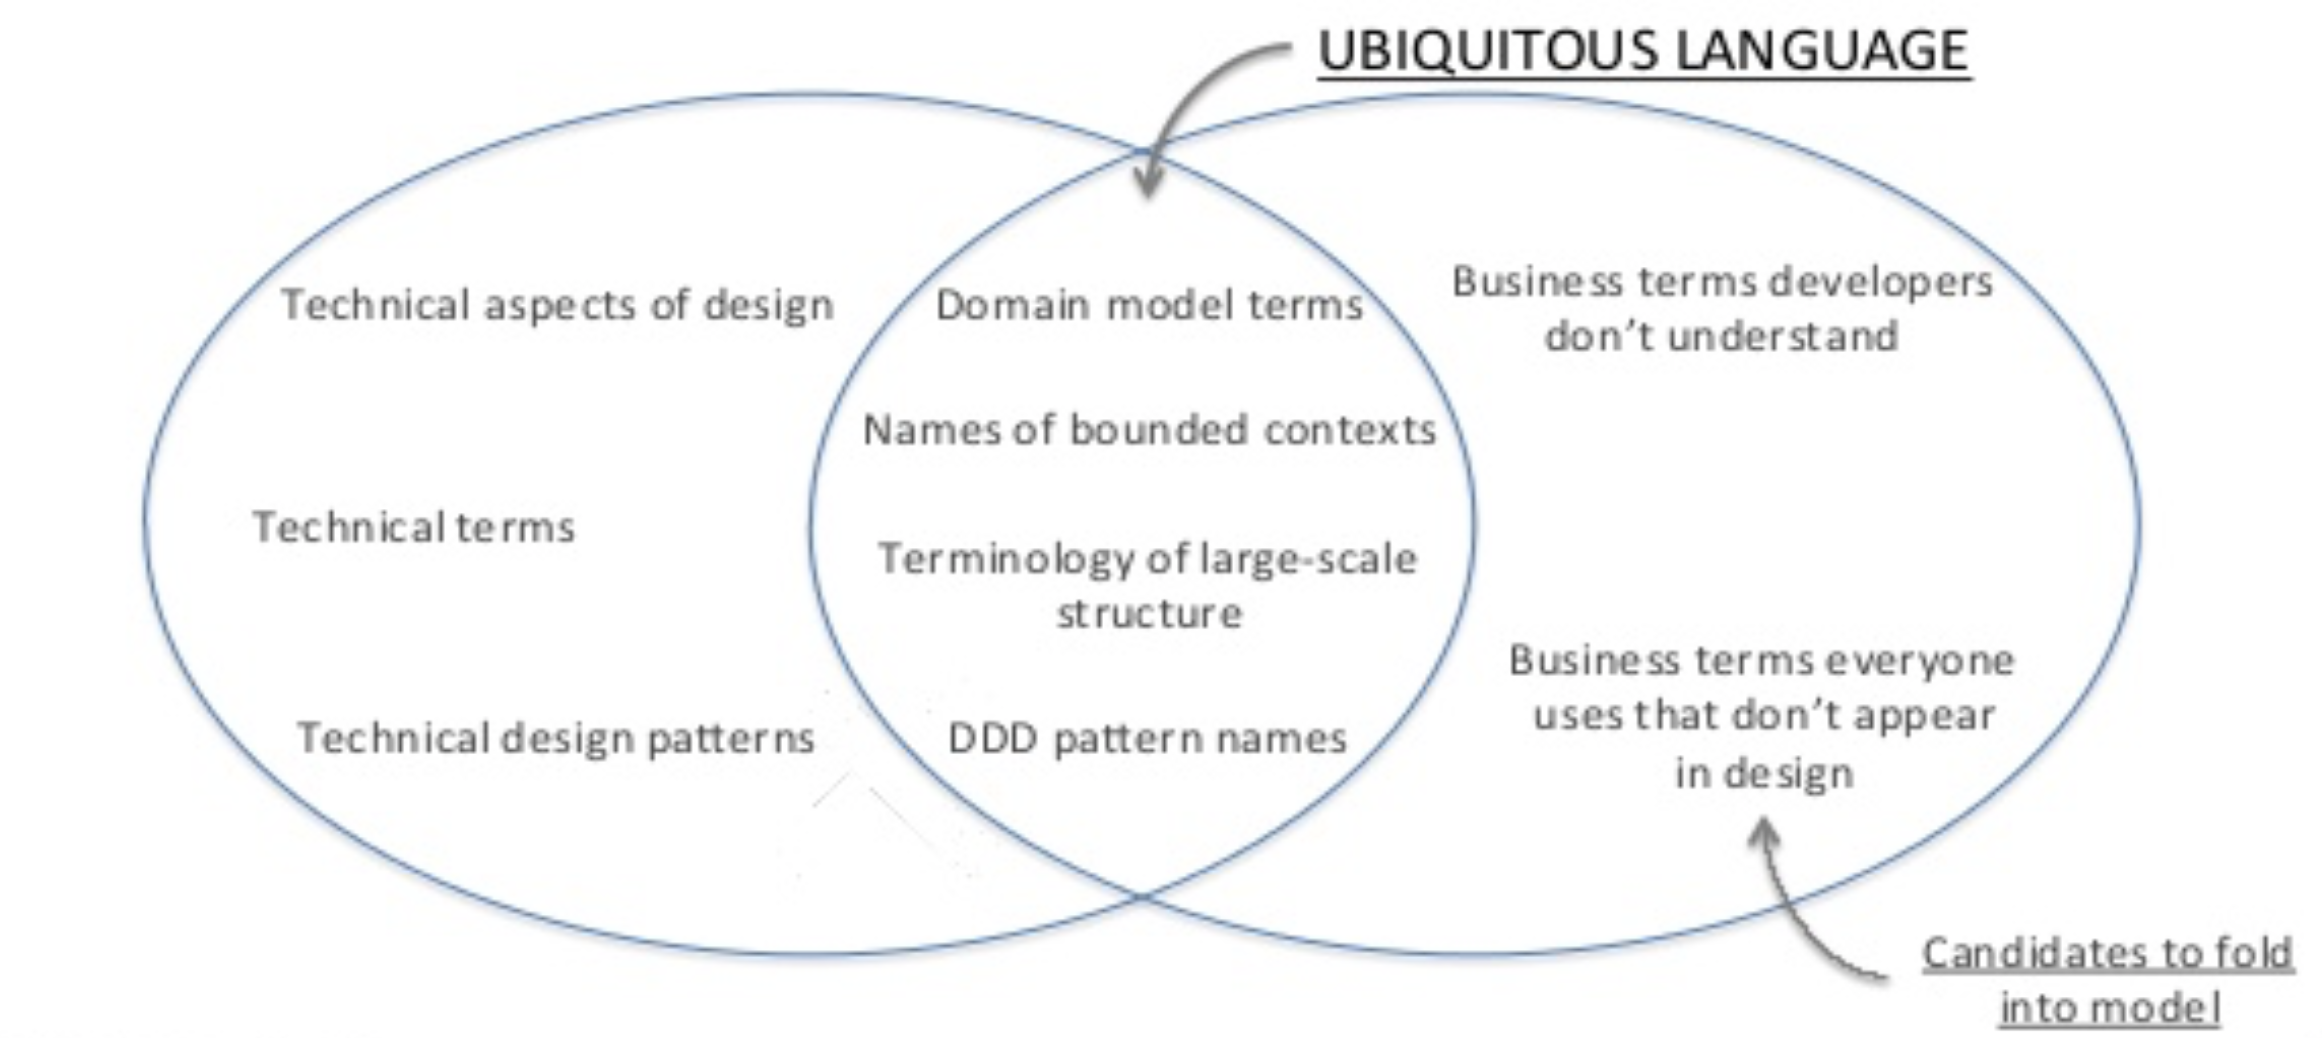 UBIQUITOUS LANGUAGE
Technical aspects of design
Technical terms
Technical design patterns
Domain model terms
Names of bounded contexts
Terminology of large-scale
structure
DDD pattern names
Business terms developers
don’t understand
Business terms everyone
uses that don’t appear
in design
Candidates to fold
into model